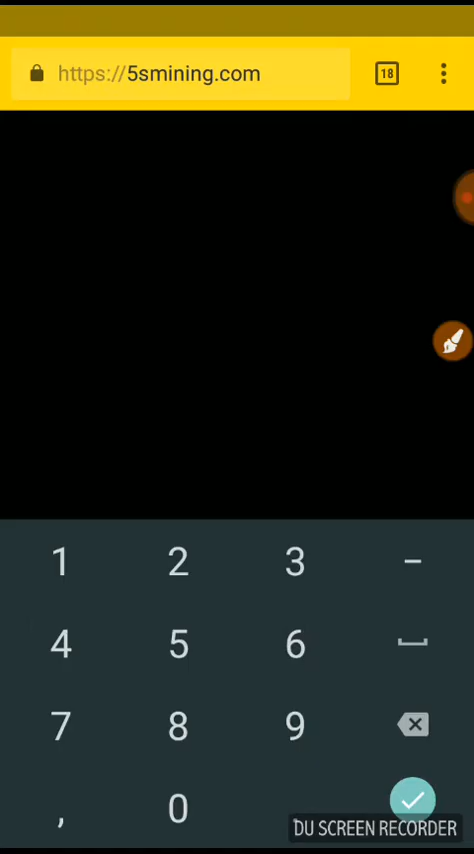 https://5smining.com
18
1 2 3 -
4 5 6
7 8 9
, 0
DU SCREEN RECORDER